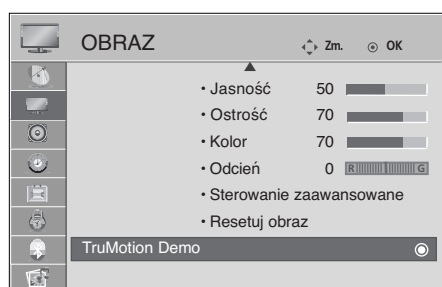 OBRAZ Zm. OK
• Jasność 50
• Ostrość 70
• Kolor 70
• Odcień 0 R G
• Sterowanie zaawansowane
• Resetuj obraz
TruMotion Demo